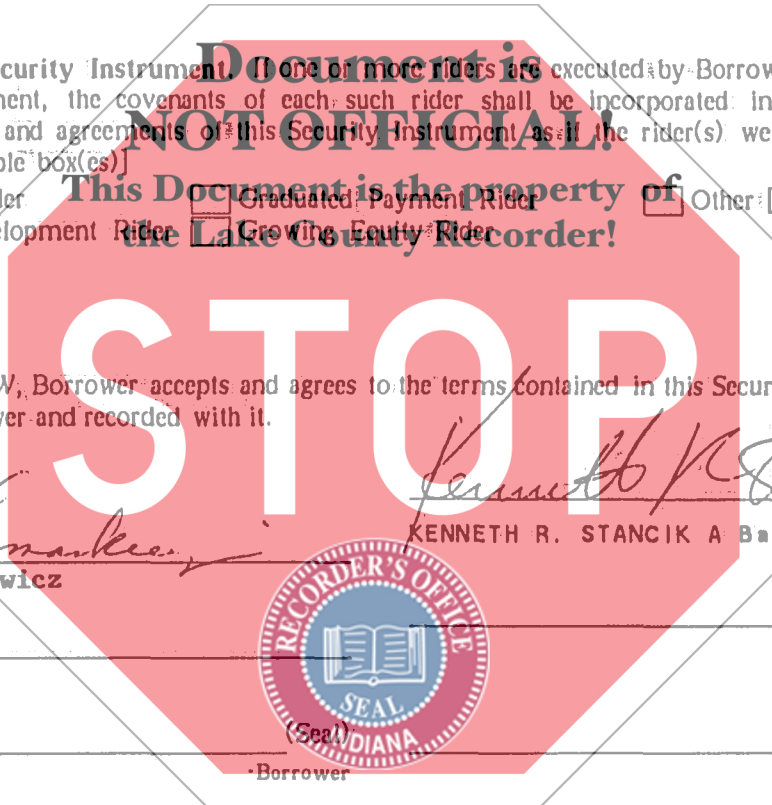 Document is
curity Instrument. If one or more riders are executed by Borrow
ment, the covenants of each such rider shall be incorporated in
NOT OFFICIAL!
and agreements of this Security Instrument as if the rider(s) we
ble box(es)]
This Document is the property of
der Graduated Payment Rider Other [
the Lake County Recorder!
elopment Rider Growing Equity Rider
STOP
W, Borrower accepts and agrees to the terms contained in this Secur
er and recorded with it.
Kenneth R. S
KENNETH R. STANCIK A Ba
wicz
RECORDER'S OFFICE
SEAL
INDIANA
(Seal)
-Borrower